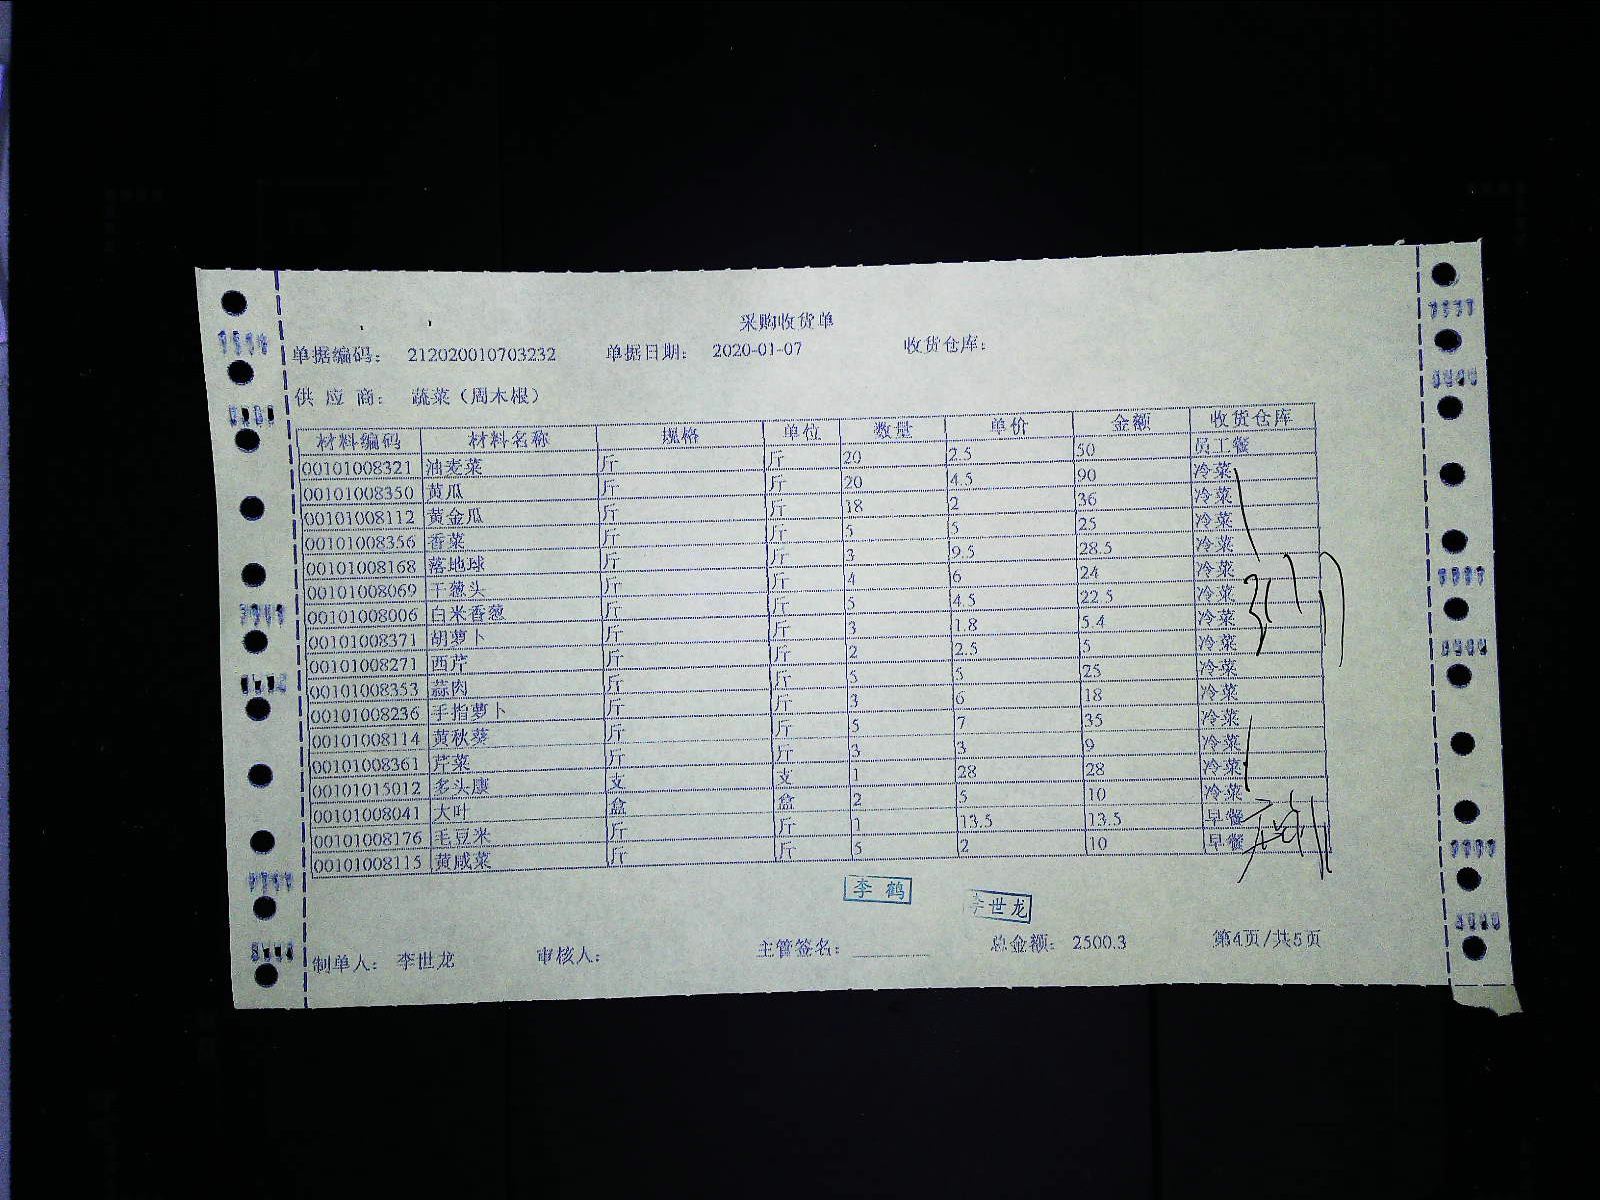 采购收货单
单据编码： 212020010703232 单据日期： 2020-01-07 收货仓库：
供 应 商： 蔬菜（周木根）
材料编码 材料名称 规格 单位 数量 单价 金额 收货仓库
00101008321 油麦菜 斤 斤 20 2.5 50 员工餐
00101008350 黄瓜 斤 斤 20 4.5 90 冷菜
00101008112 黄金瓜 斤 斤 18 2 36 冷菜
00101008356 香菜 斤 斤 5 5 25 冷菜
00101008168 落地球 斤 斤 3 9.5 28.5 冷菜
00101008069 干葱头 斤 斤 4 6 24 冷菜
00101008006 白米香葱 斤 斤 5 4.5 22.5 冷菜
00101008371 胡萝卜 斤 斤 3 1.8 5.4 冷菜
00101008271 西芹 斤 斤 2 2.5 5 冷菜
00101008353 蒜肉 斤 斤 5 5 25 冷菜
00101008236 手指萝卜 斤 斤 3 6 18 冷菜
00101008114 黄秋葵 斤 斤 5 7 35 冷菜
00101008361 芹菜 斤 斤 3 3 9 冷菜
00101015012 多头康 支 支 1 28 28 冷菜
00101008041 大叶 盒 盒 2 5 10 冷菜
00101008176 毛豆米 斤 斤 1 13.5 13.5 早餐
00101008115 黄咸菜 斤 斤 5 2 10 早餐
李 鹤 李世龙
制单人： 李世龙 审核人： 主管签名： 总金额： 2500.3 第4页/共5页